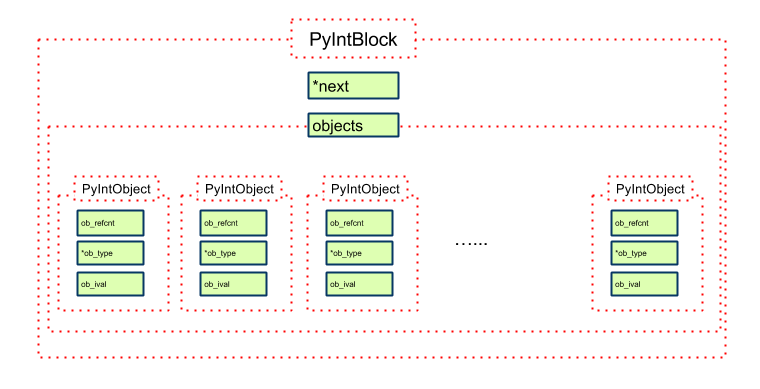 PyIntBlock
*next
objects
PyIntObject PyIntObject PyIntObject PyIntObject
ob_refcnt ob_refcnt ob_refcnt ob_refcnt
*ob_type *ob_type *ob_type ...... *ob_type
ob_ival ob_ival ob_ival ob_ival